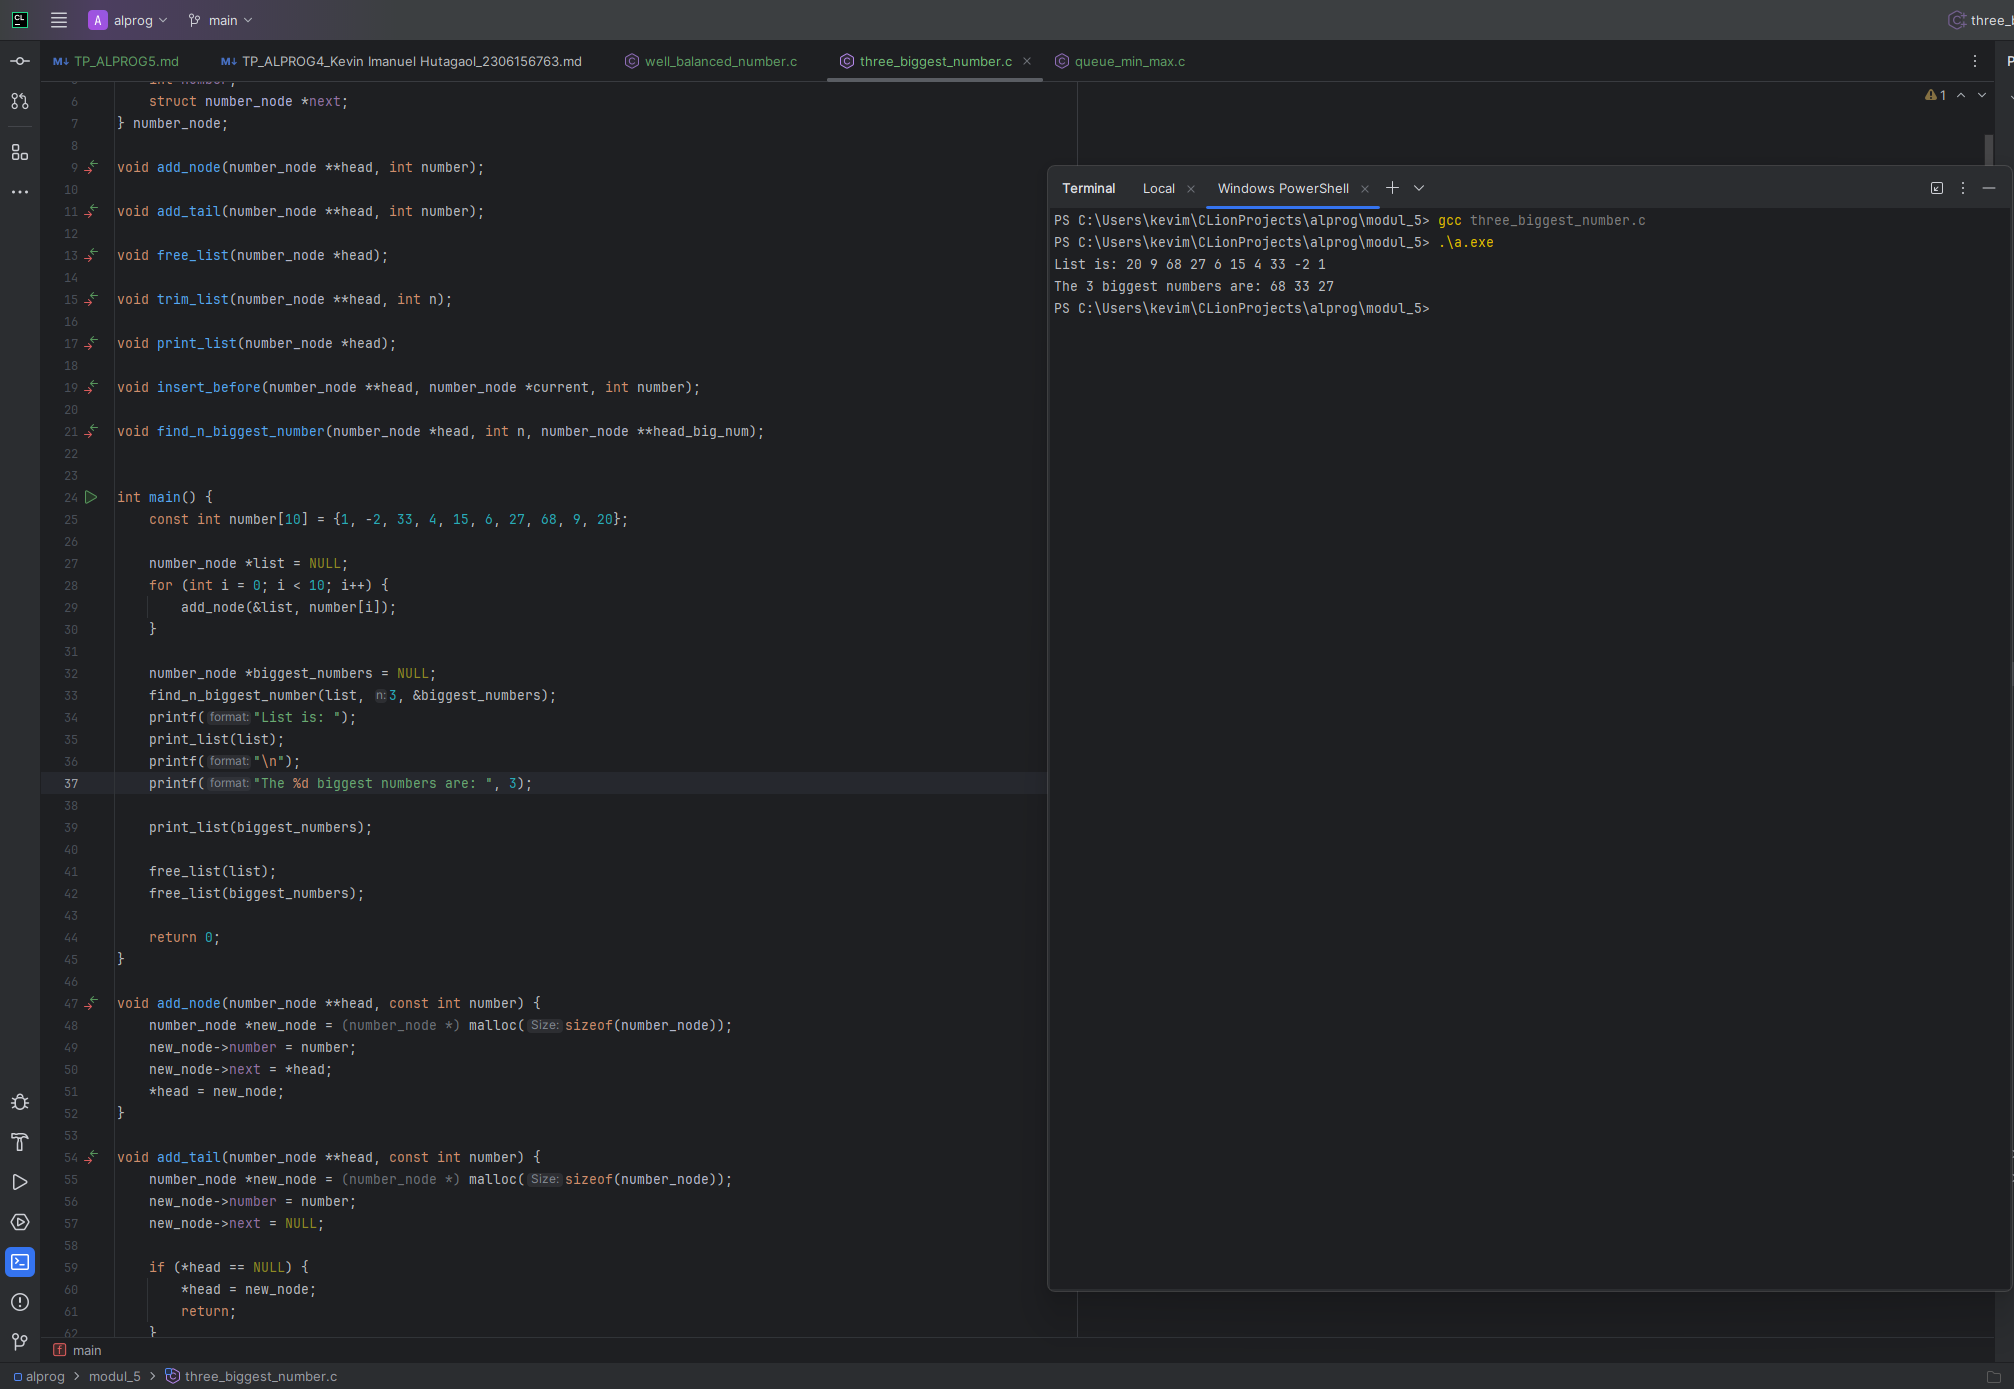 CL
A alprog main three_b
TP_ALPROG5.md TP_ALPROG4_Kevin Imanuel Hutagaol_2306156763.md well_balanced_number.c three_biggest_number.c queue_min_max.c
1
6 struct number_node *next;
7 } number_node;
8
9 void add_node(number_node **head, int number);
10
11 void add_tail(number_node **head, int number);
12
13 void free_list(number_node *head);
14
15 void trim_list(number_node **head, int n);
16
17 void print_list(number_node *head);
18
19 void insert_before(number_node **head, number_node *current, int number);
20
21 void find_n_biggest_number(number_node *head, int n, number_node **head_big_num);
22
23
24 int main() {
25 const int number[10] = {1, -2, 33, 4, 15, 6, 27, 68, 9, 20};
26
27 number_node *list = NULL;
28 for (int i = 0; i < 10; i++) {
29 add_node(&list, number[i]);
30 }
31
32 number_node *biggest_numbers = NULL;
33 find_n_biggest_number(list, n: 3, &biggest_numbers);
34 printf( format: "List is: ");
35 print_list(list);
36 printf( format: "\n");
37 printf( format: "The %d biggest numbers are: ", 3);
38
39 print_list(biggest_numbers);
40
41 free_list(list);
42 free_list(biggest_numbers);
43
44 return 0;
45 }
46
47 void add_node(number_node **head, const int number) {
48 number_node *new_node = (number_node *) malloc( Size: sizeof(number_node));
49 new_node->number = number;
50 new_node->next = *head;
51 *head = new_node;
52 }
53
54 void add_tail(number_node **head, const int number) {
55 number_node *new_node = (number_node *) malloc( Size: sizeof(number_node));
56 new_node->number = number;
57 new_node->next = NULL;
58
59 if (*head == NULL) {
60 *head = new_node;
61 return;
62 }
Terminal Local Windows PowerShell
PS C:\Users\kevim\CLionProjects\alprog\modul_5> gcc three_biggest_number.c
PS C:\Users\kevim\CLionProjects\alprog\modul_5> .\a.exe
List is: 20 9 68 27 6 15 4 33 -2 1
The 3 biggest numbers are: 68 33 27
PS C:\Users\kevim\CLionProjects\alprog\modul_5>
f main
alprog > modul_5 > three_biggest_number.c